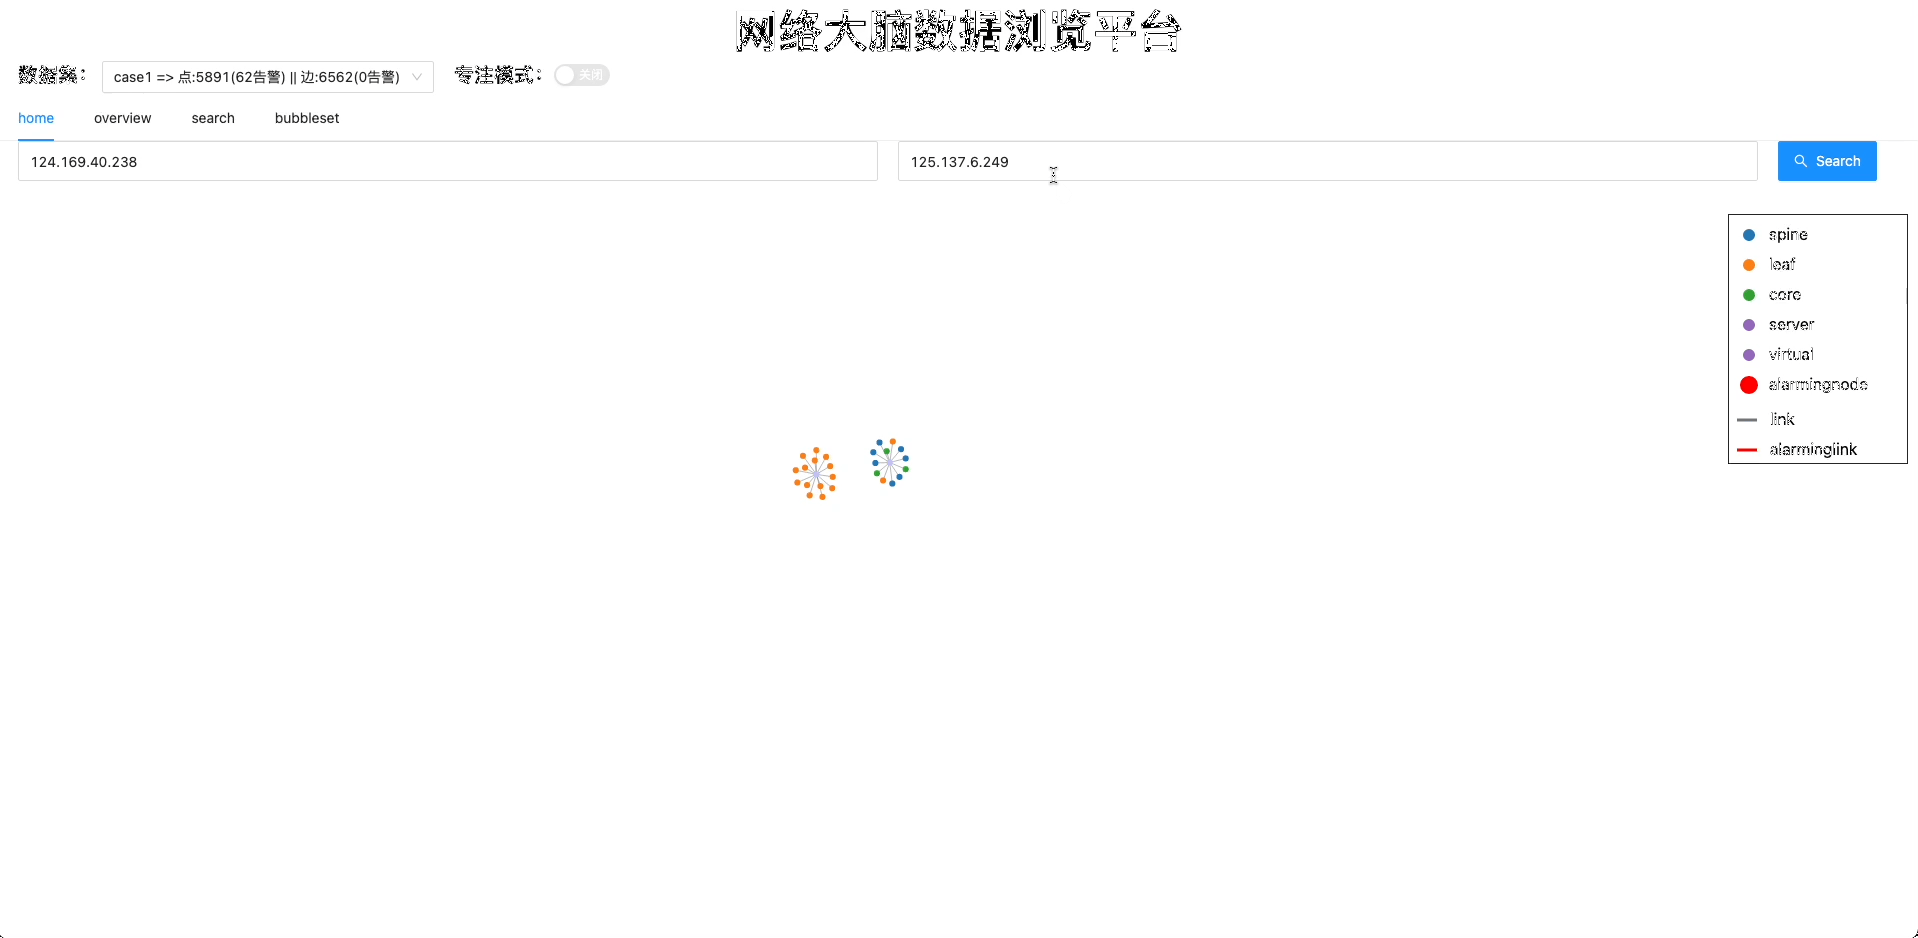 网络大脑数据浏览平台
数据集： case1 => 点:5891(62告警) || 边:6562(0告警) 专注模式： 关闭
home overview search bubbleset
124.169.40.238 125.137.6.249 Search
spine
leaf
core
server
virtual
alarmingnode
link
alarminglink